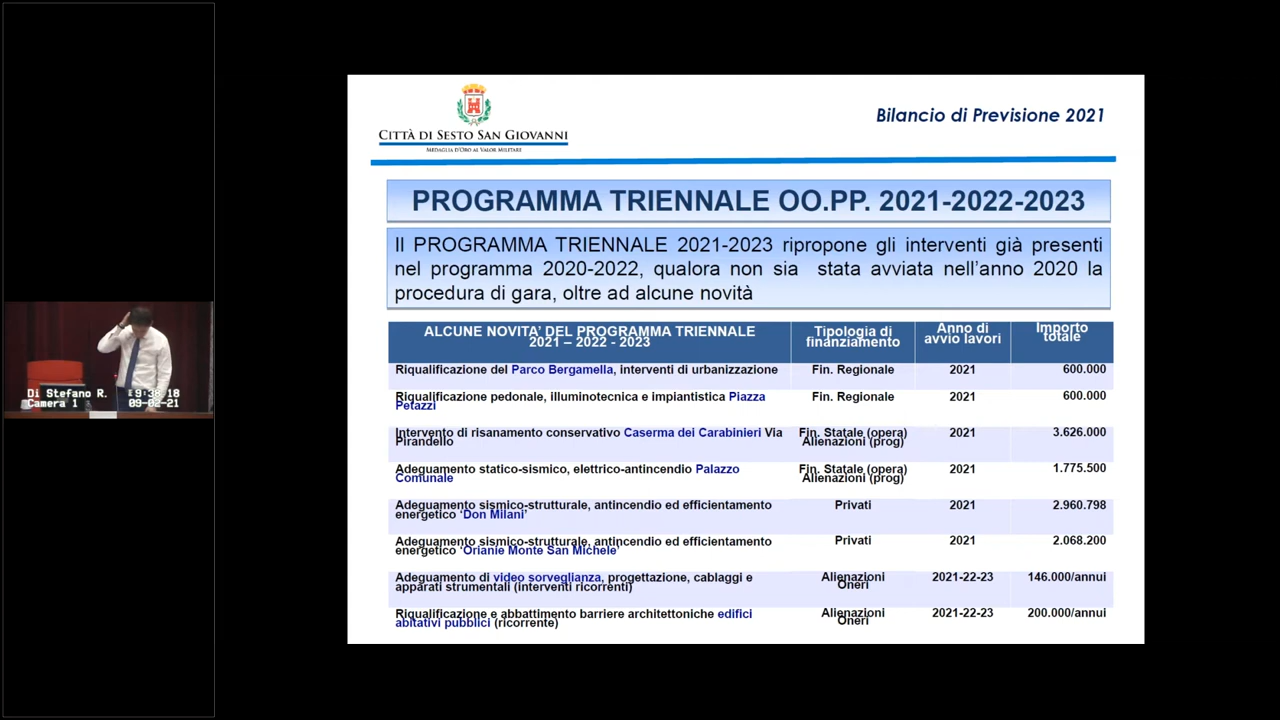 CITTÀ DI SESTO SAN GIOVANNI
MEDAGLIA D'ORO AL VALOR MILITARE
Bilancio di Previsione 2021
PROGRAMMA TRIENNALE OO.PP. 2021-2022-2023
Il PROGRAMMA TRIENNALE 2021-2023 ripropone gli interventi già presenti
nel programma 2020-2022, qualora non sia stata avviata nell'anno 2020 la
procedura di gara, oltre ad alcune novità
ALCUNE NOVITA' DEL PROGRAMMA TRIENNALE
2021 – 2022 - 2023
Tipologia di
finanziamento
Anno di
avvio lavori
Importo
totale
Riqualificazione del Parco Bergamella, interventi di urbanizzazione
Fin. Regionale
2021
600.000
Riqualificazione pedonale, illuminotecnica e impiantistica Piazza
Petazzi
Fin. Regionale
2021
600.000
Intervento di risanamento conservativo Caserma dei Carabinieri Via
Pirandello
Fin. Statale (opera)
Alienazioni (prog)
2021
3.626.000
Adeguamento statico-sismico, elettrico-antincendio Palazzo
Comunale
Fin. Statale (opera)
Alienazioni (prog)
2021
1.775.500
Adeguamento sismico-strutturale, antincendio ed efficientamento
energetico 'Don Milani'
Privati
2021
2.960.798
Adeguamento sismico-strutturale, antincendio ed efficientamento
energetico 'Orianie Monte San Michele'
Privati
2021
2.068.200
Adeguamento di video sorveglianza, progettazione, cablaggi e
apparati strumentali (interventi ricorrenti)
Alienazioni
Oneri
2021-22-23
146.000/annui
Riqualificazione e abbattimento barriere architettoniche edifici
abitativi pubblici (ricorrente)
Alienazioni
Oneri
2021-22-23
200.000/annui
Di Stefano R.
9:38.18
Camera 1
09-02-21